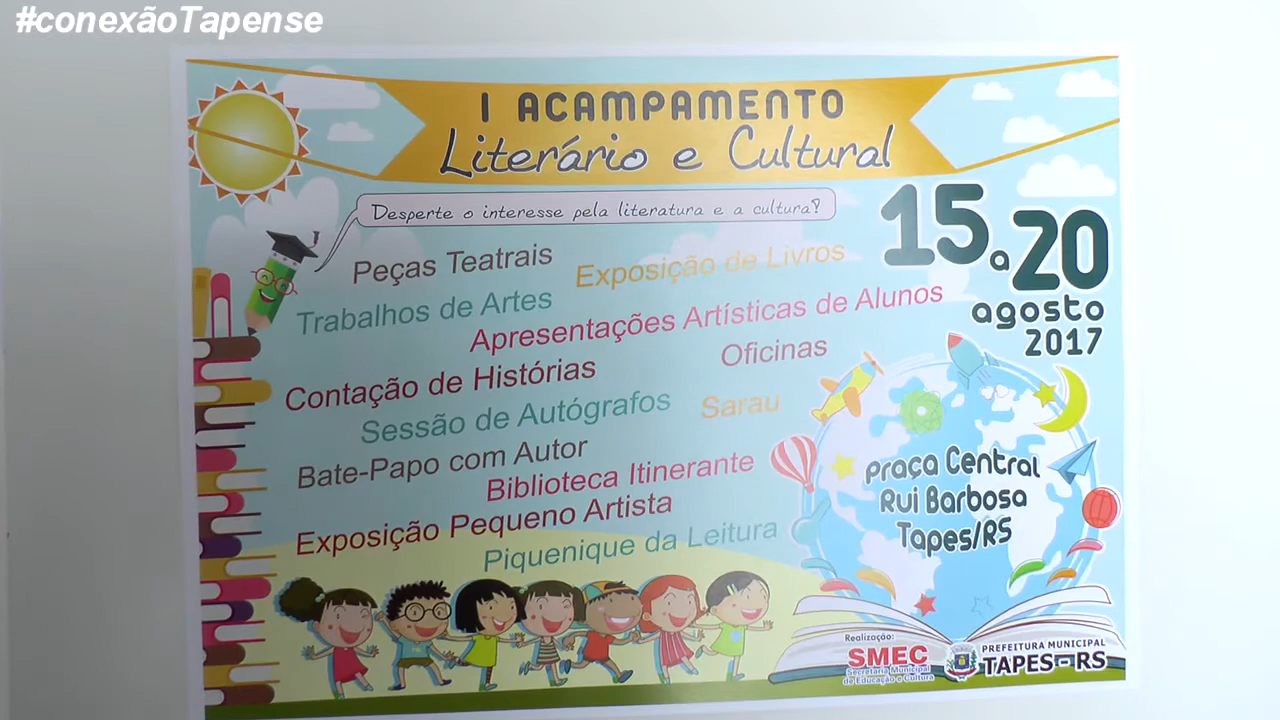 #conexãoTapense
I ACAMPAMENTO
Literário e Cultural
Desperte o interesse pela literatura e a cultura?
15 a 20
agosto
2017
Peças Teatrais
Exposição de Livros
Trabalhos de Artes
Apresentações Artísticas de Alunos
Oficinas
Contação de Histórias
Sessão de Autógrafos
Sarau
Bate-Papo com Autor
Biblioteca Itinerante
Exposição Pequeno Artista
Piquenique da Leitura
Praça Central
Rui Barbosa
Tapes/RS
Realização:
SMEC
Secretaria Municipal
de Educação e Cultura
PREFEITURA MUNICIPAL
TAPES-RS